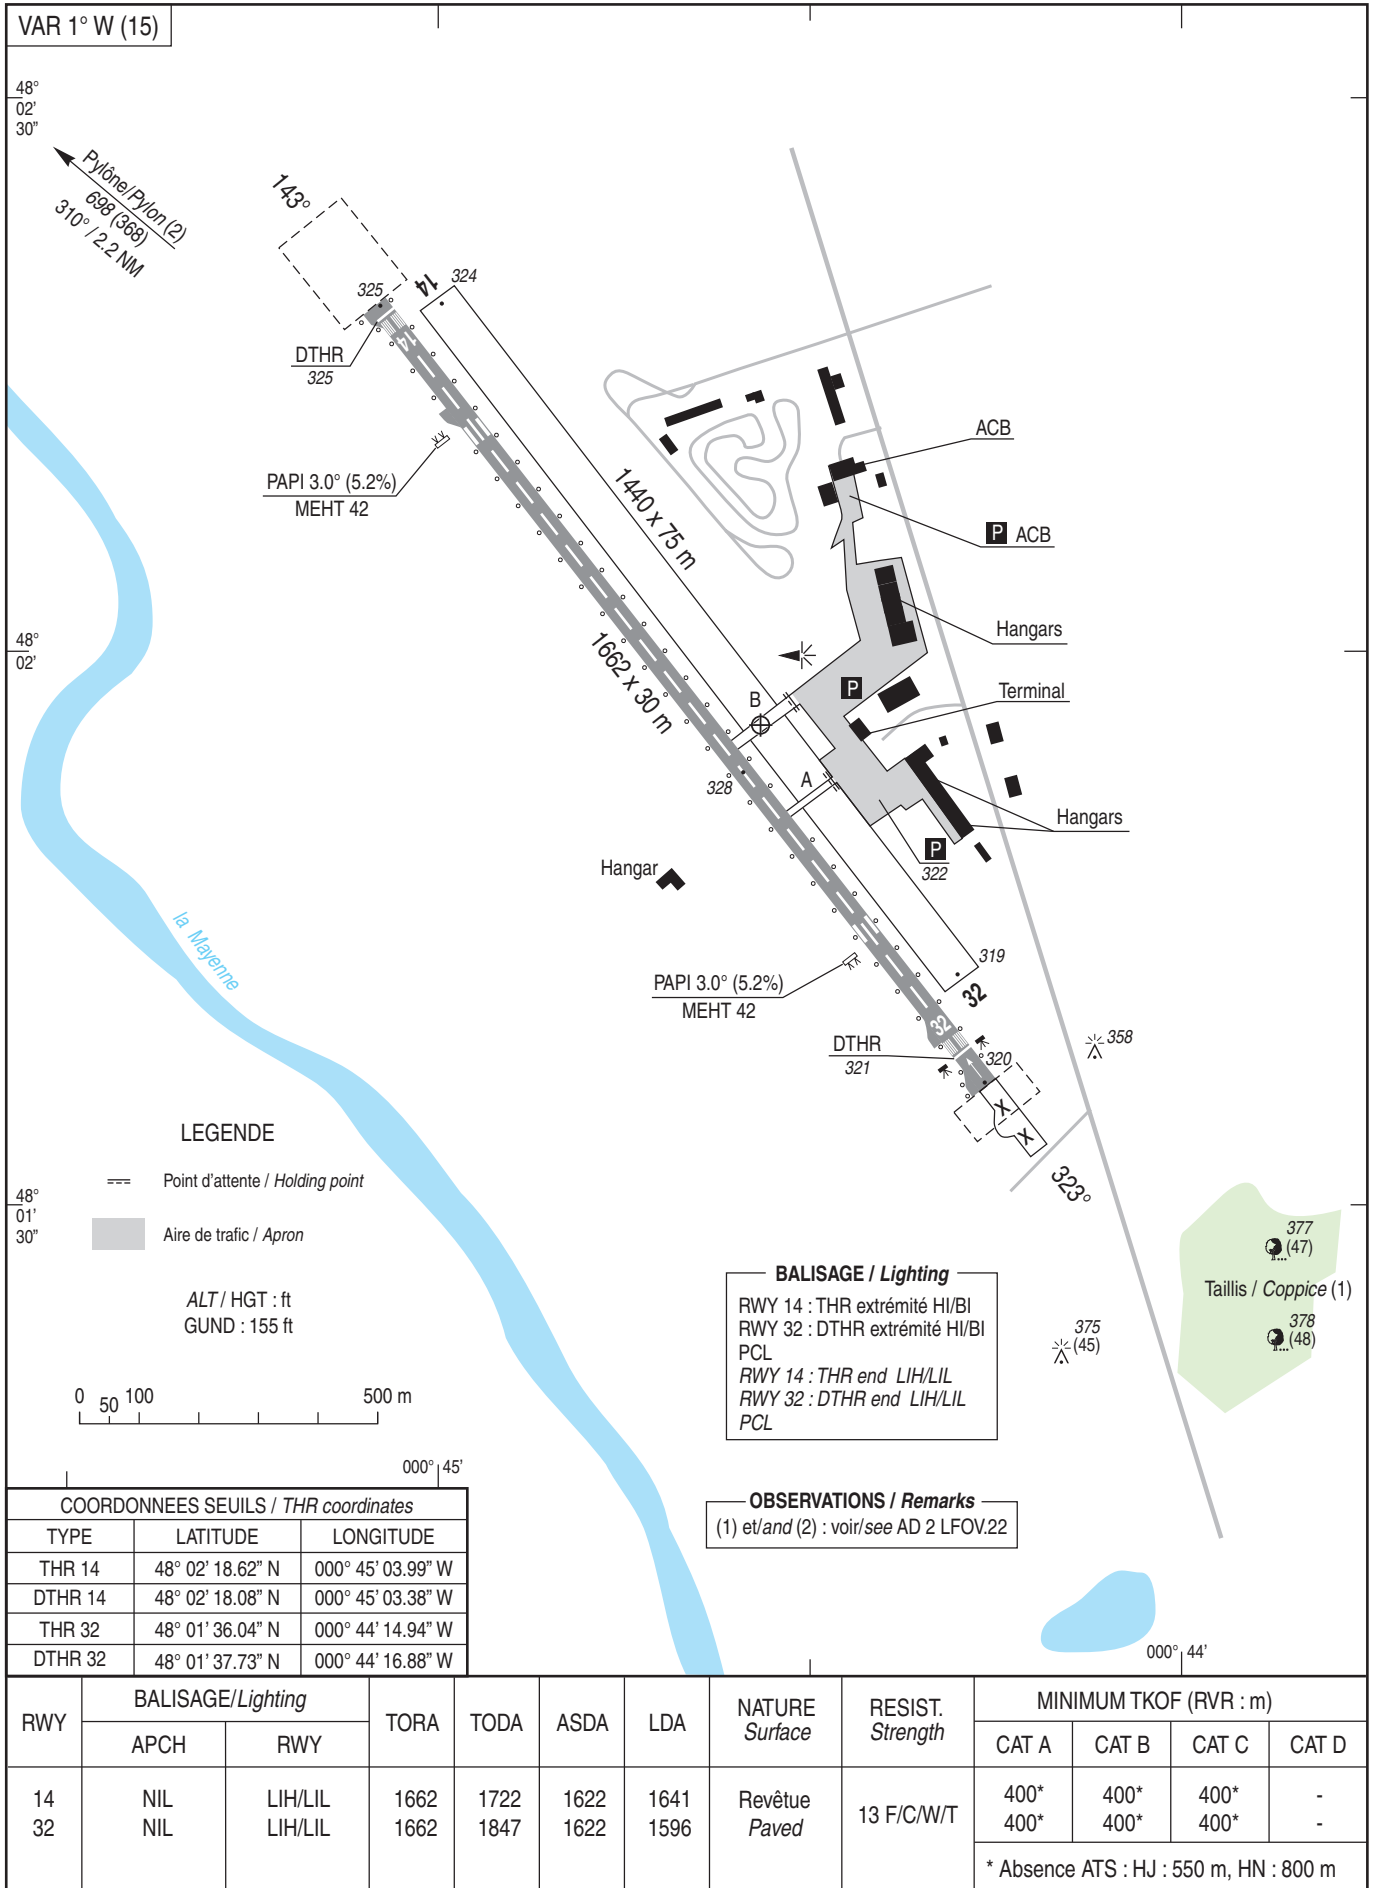 VAR 1° W (15)
48°
02’
30”
Pylône/Pylon (2)
698 (368)
310° / 2.2 NM
143°
14
324
325
14
DTHR
325
ACB
PAPI 3.0° (5.2%)
MEHT 42
1440 x 75 m
P ACB
48°
02’
Hangars
1662 x 30 m
P
Terminal
B
A
328
Hangars
P
322
Hangar
la Mayenne
319
PAPI 3.0° (5.2%)
MEHT 42
32
32
DTHR
321
320
358
X
X
LEGENDE
Point d’attente / Holding point
323°
48°
01’
30”
Aire de trafic / Apron
377
(47)
Taillis / Coppice (1)
378
(48)
375
(45)
ALT / HGT : ft
GUND : 155 ft
BALISAGE / Lighting
RWY 14 : THR extrémité HI/BI
RWY 32 : DTHR extrémité HI/BI
PCL
RWY 14 : THR end LIH/LIL
RWY 32 : DTHR end LIH/LIL
PCL
0 50 100 500 m
000° 45’
OBSERVATIONS / Remarks
(1) et/and (2) : voir/see AD 2 LFOV.22
COORDONNEES SEUILS / THR coordinates
TYPE LATITUDE LONGITUDE
THR 14 48° 02’ 18.62” N 000° 45’ 03.99” W
DTHR 14 48° 02’ 18.08” N 000° 45’ 03.38” W
THR 32 48° 01’ 36.04” N 000° 44’ 14.94” W
DTHR 32 48° 01’ 37.73” N 000° 44’ 16.88” W
000° 44’
RWY BALISAGE/Lighting TORA TODA ASDA LDA NATURE Surface RESIST. Strength MINIMUM TKOF (RVR : m)
APCH RWY CAT A CAT B CAT C CAT D
14 NIL LIH/LIL 1662 1722 1622 1641 Revêtue 13 F/C/W/T 400* 400* 400* -
32 NIL LIH/LIL 1662 1847 1622 1596 Paved 400* 400* 400* -
* Absence ATS : HJ : 550 m, HN : 800 m